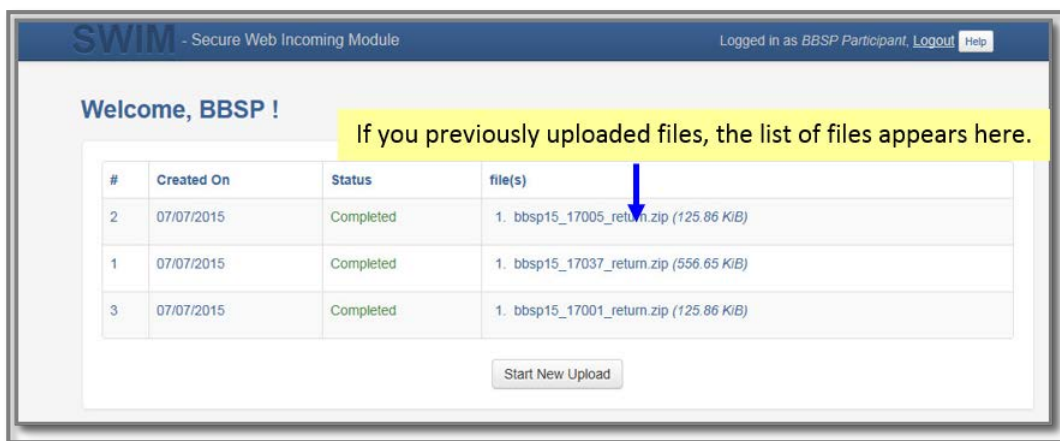 SWIM - Secure Web Incoming Module Logged in as BBSP Participant, Logout Help
Welcome, BBSP !
If you previously uploaded files, the list of files appears here.
# Created On Status file(s)
2 07/07/2015 Completed 1. bbsp15_17005_return.zip (125.86 KiB)
1 07/07/2015 Completed 1. bbsp15_17037_return.zip (556.65 KiB)
3 07/07/2015 Completed 1. bbsp15_17001_return.zip (125.86 KiB)
Start New Upload